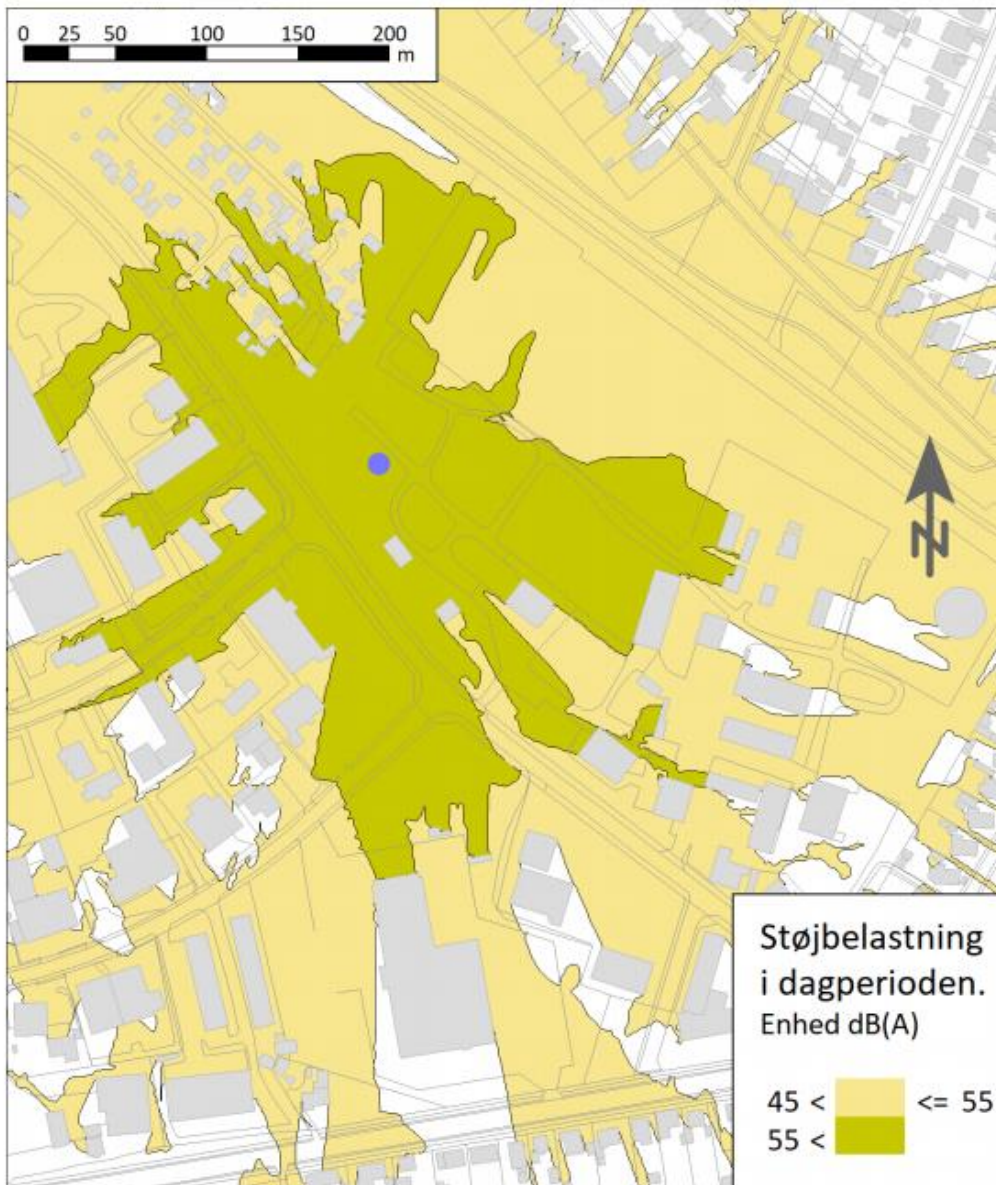 0 25 50 100 150 200
m
N
Støjbelastning
i dagperioden.
Enhed dB(A)
45 < <= 55
55 <